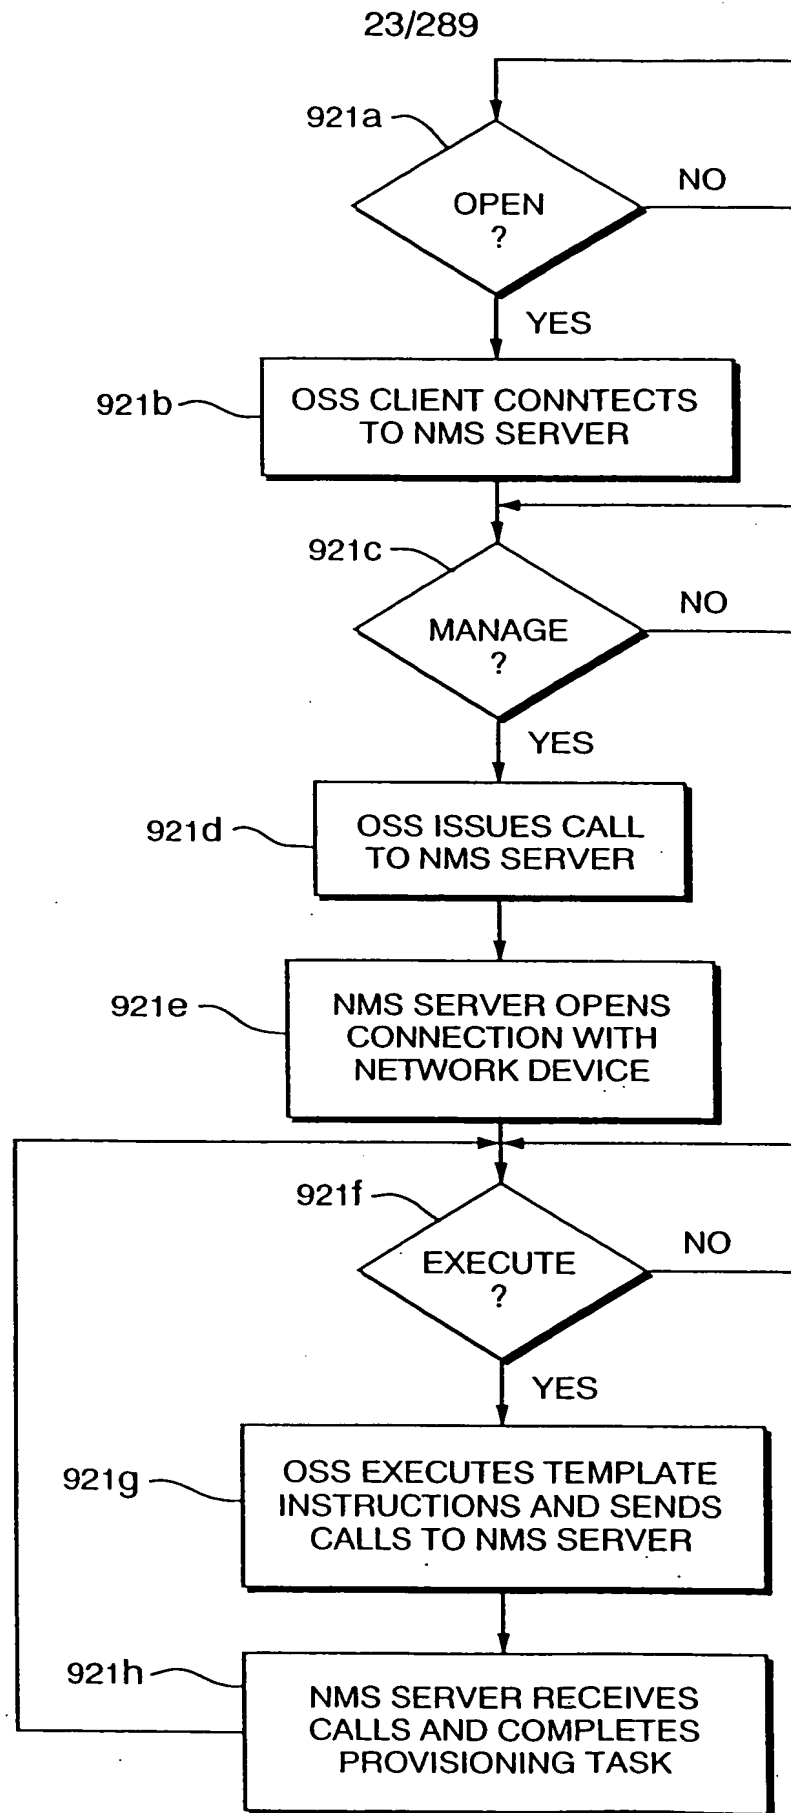 23/289
921a
OPEN
?
NO
YES
921b
OSS CLIENT CONNTECTS
TO NMS SERVER
921c
MANAGE
?
NO
YES
921d
OSS ISSUES CALL
TO NMS SERVER
921e
NMS SERVER OPENS
CONNECTION WITH
NETWORK DEVICE
921f
EXECUTE
?
NO
YES
921g
OSS EXECUTES TEMPLATE
INSTRUCTIONS AND SENDS
CALLS TO NMS SERVER
921h
NMS SERVER RECEIVES
CALLS AND COMPLETES
PROVISIONING TASK